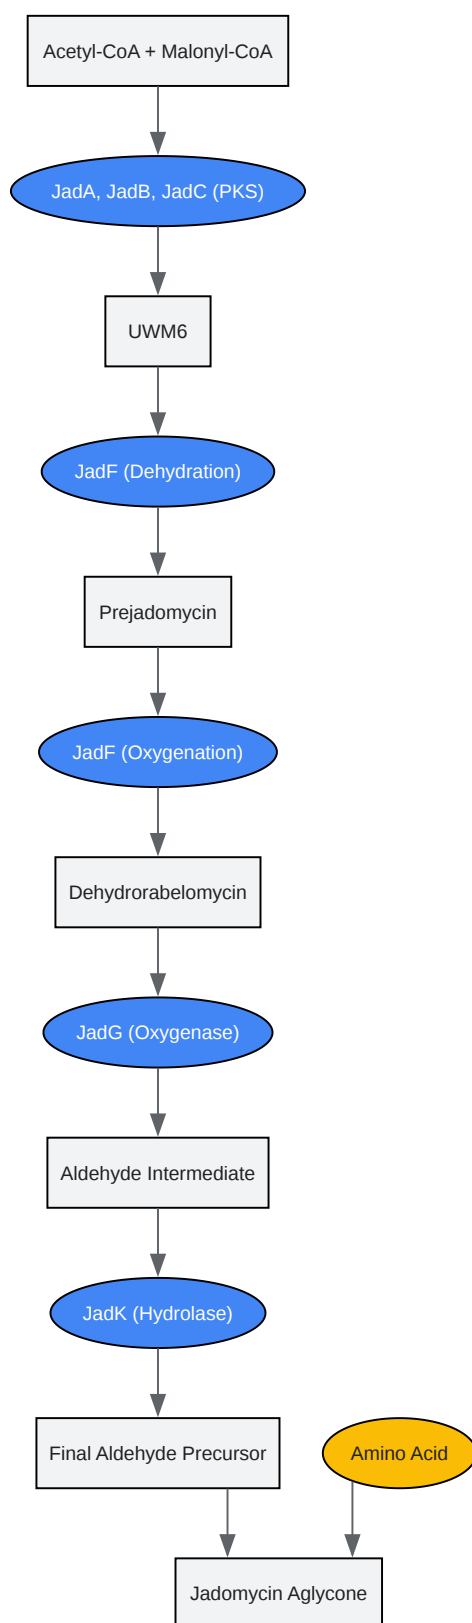 Acetyl-CoA + Malonyl-CoA
JadA, JadB, JadC (PKS)
UWM6
JadF (Dehydration)
Prejadomycin
JadF (Oxygenation)
Dehydrorabelomycin
JadG (Oxygenase)
Aldehyde Intermediate
JadK (Hydrolase)
Final Aldehyde Precursor
Amino Acid
Jadomycin Aglycone